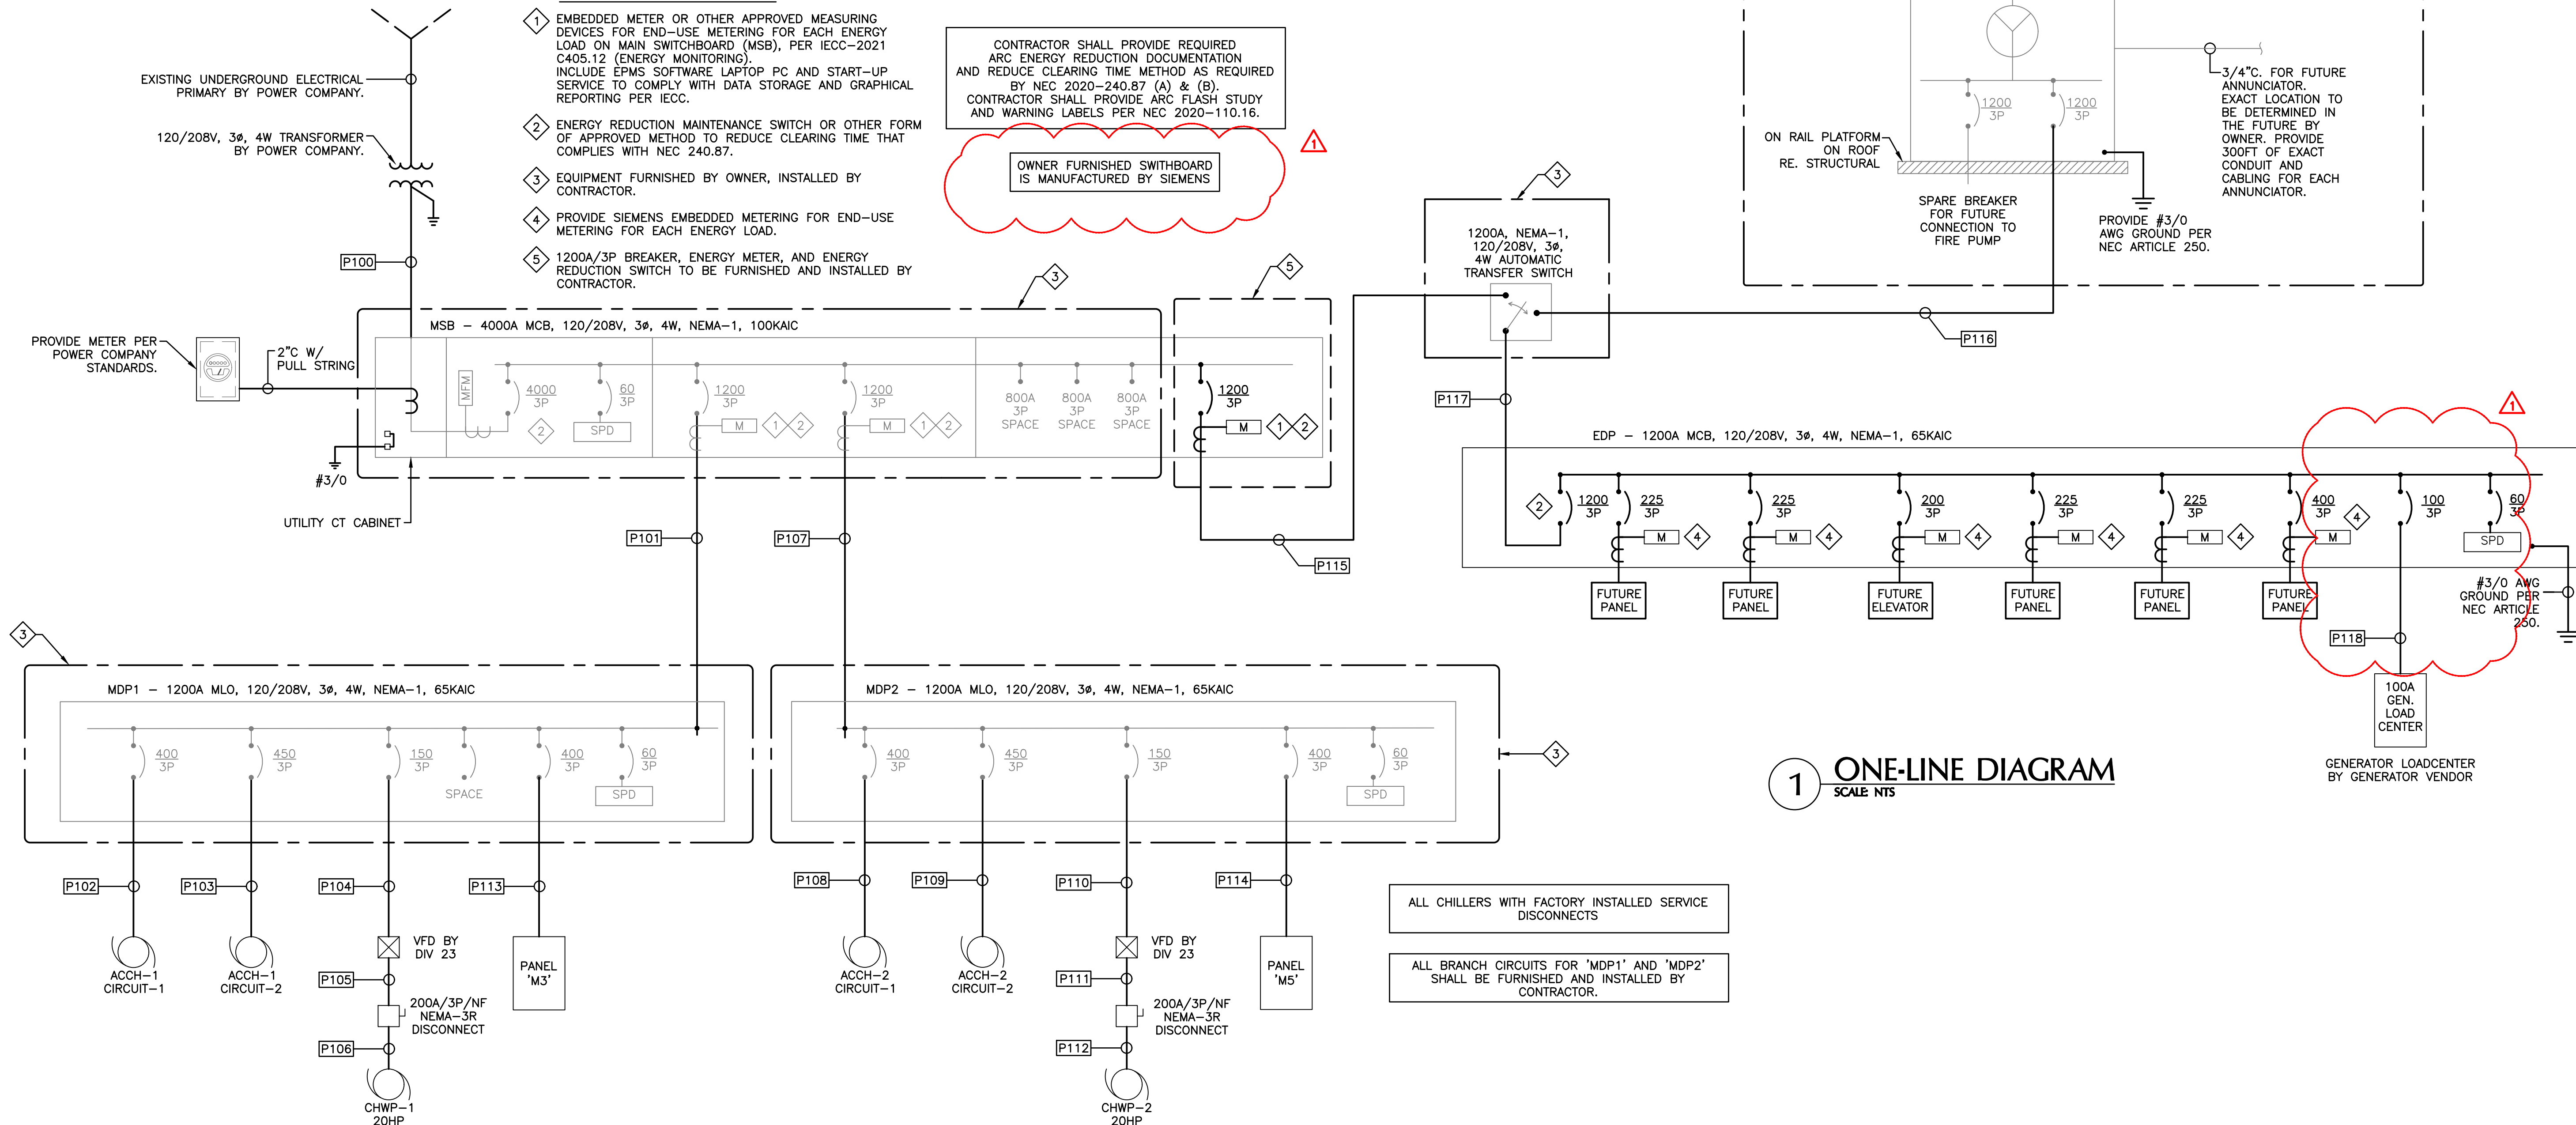 EXISTING UNDERGROUND ELECTRICAL
PRIMARY BY POWER COMPANY.
120/208V, 3ø, 4W TRANSFORMER
BY POWER COMPANY.
P100
1
EMBEDDED METER OR OTHER APPROVED MEASURING
DEVICES FOR END-USE METERING FOR EACH ENERGY
LOAD ON MAIN SWITCHBOARD (MSB), PER IECC-2021
C405.12 (ENERGY MONITORING).
INCLUDE EPMS SOFTWARE LAPTOP PC AND START-UP
SERVICE TO COMPLY WITH DATA STORAGE AND GRAPHICAL
REPORTING PER IECC.
2
ENERGY REDUCTION MAINTENANCE SWITCH OR OTHER FORM
OF APPROVED METHOD TO REDUCE CLEARING TIME THAT
COMPLIES WITH NEC 240.87.
3
EQUIPMENT FURNISHED BY OWNER, INSTALLED BY
CONTRACTOR.
4
PROVIDE SIEMENS EMBEDDED METERING FOR END-USE
METERING FOR EACH ENERGY LOAD.
5
1200A/3P BREAKER, ENERGY METER, AND ENERGY
REDUCTION SWITCH TO BE FURNISHED AND INSTALLED BY
CONTRACTOR.
CONTRACTOR SHALL PROVIDE REQUIRED
ARC ENERGY REDUCTION DOCUMENTATION
AND REDUCE CLEARING TIME METHOD AS REQUIRED
BY NEC 2020-240.87 (A) & (B).
CONTRACTOR SHALL PROVIDE ARC FLASH STUDY
AND WARNING LABELS PER NEC 2020-110.16.
1
OWNER FURNISHED SWITHBOARD
IS MANUFACTURED BY SIEMENS
3
1200A, NEMA-1,
120/208V, 3ø,
4W AUTOMATIC
TRANSFER SWITCH
1200
3P
1200
3P
ON RAIL PLATFORM
ON ROOF
RE. STRUCTURAL
SPARE BREAKER
FOR FUTURE
CONNECTION TO
FIRE PUMP
PROVIDE #3/0
AWG GROUND PER
NEC ARTICLE 250.
3/4"C. FOR FUTURE
ANNUNCIATOR.
EXACT LOCATION TO
BE DETERMINED IN
THE FUTURE BY
OWNER. PROVIDE
300FT OF EXACT
CONDUIT AND
CABLING FOR EACH
ANNUNCIATOR.
P116
P117
3
5
MSB - 4000A MCB, 120/208V, 3ø, 4W, NEMA-1, 100KAIC
PROVIDE METER PER
POWER COMPANY
STANDARDS.
00000
2"C W/
PULL STRING
MFM
4000
3P
2
60
3P
SPD
1200
3P
M
1
2
1200
3P
M
1
2
800A
3P
SPACE
800A
3P
SPACE
800A
3P
SPACE
1200
3P
M
1
2
#3/0
UTILITY CT CABINET
P101
P107
P115
EDP - 1200A MCB, 120/208V, 3ø, 4W, NEMA-1, 65KAIC
1
2
1200
3P
225
3P
M
4
225
3P
M
4
200
3P
M
4
225
3P
M
4
225
3P
M
4
400
3P
M
4
100
3P
60
3P
SPD
FUTURE
PANEL
FUTURE
PANEL
FUTURE
ELEVATOR
FUTURE
PANEL
FUTURE
PANEL
FUTURE
PANEL
#3/0 AWG
GROUND PER
NEC ARTICLE
250.
P118
100A
GEN.
LOAD
CENTER
GENERATOR LOADCENTER
BY GENERATOR VENDOR
3
MDP1 - 1200A MLO, 120/208V, 3ø, 4W, NEMA-1, 65KAIC
400
3P
450
3P
150
3P
SPACE
400
3P
60
3P
SPD
MDP2 - 1200A MLO, 120/208V, 3ø, 4W, NEMA-1, 65KAIC
400
3P
450
3P
150
3P
400
3P
60
3P
SPD
3
P102
P103
P104
P113
P108
P109
P110
P114
ACCH-1
CIRCUIT-1
ACCH-1
CIRCUIT-2
VFD BY
DIV 23
PANEL
'M3'
P105
200A/3P/NF
NEMA-3R
DISCONNECT
P106
CHWP-1
20HP
ACCH-2
CIRCUIT-1
ACCH-2
CIRCUIT-2
VFD BY
DIV 23
PANEL
'M5'
P111
200A/3P/NF
NEMA-3R
DISCONNECT
P112
CHWP-2
20HP
ALL CHILLERS WITH FACTORY INSTALLED SERVICE
DISCONNECTS
ALL BRANCH CIRCUITS FOR 'MDP1' AND 'MDP2'
SHALL BE FURNISHED AND INSTALLED BY
CONTRACTOR.
1
ONE-LINE DIAGRAM
SCALE: NTS